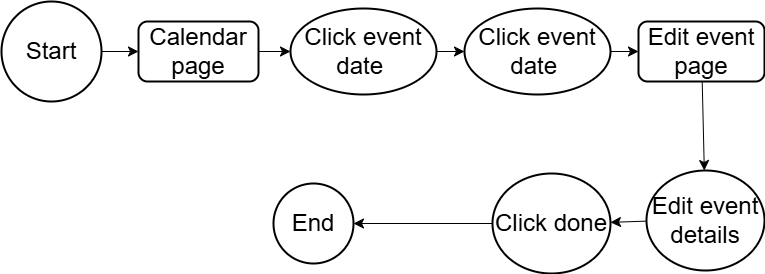 Start
Calendar
page
Click event
date
Click event
date
Edit event
page
Edit event
details
Click done
End